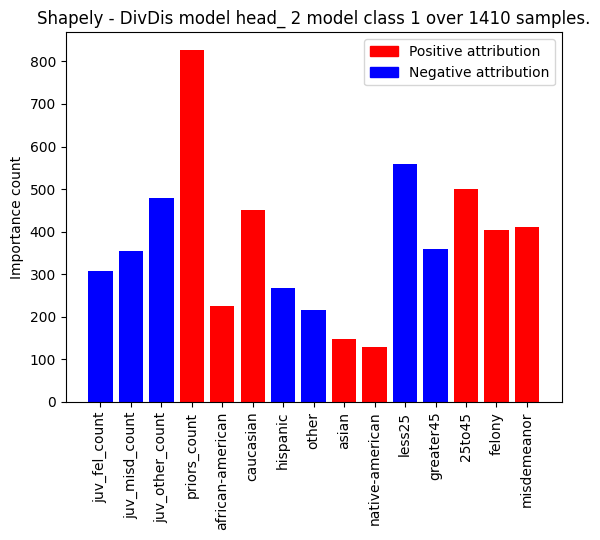 Shapely - DivDis model head_ 2 model class 1 over 1410 samples.
Positive attribution
Negative attribution
Importance count
800
700
600
500
400
300
200
100
0
juv_fel_count
juv_misd_count
juv_other_count
priors_count
african-american
caucasian
hispanic
other
asian
native-american
less25
greater45
25to45
felony
misdemeanor